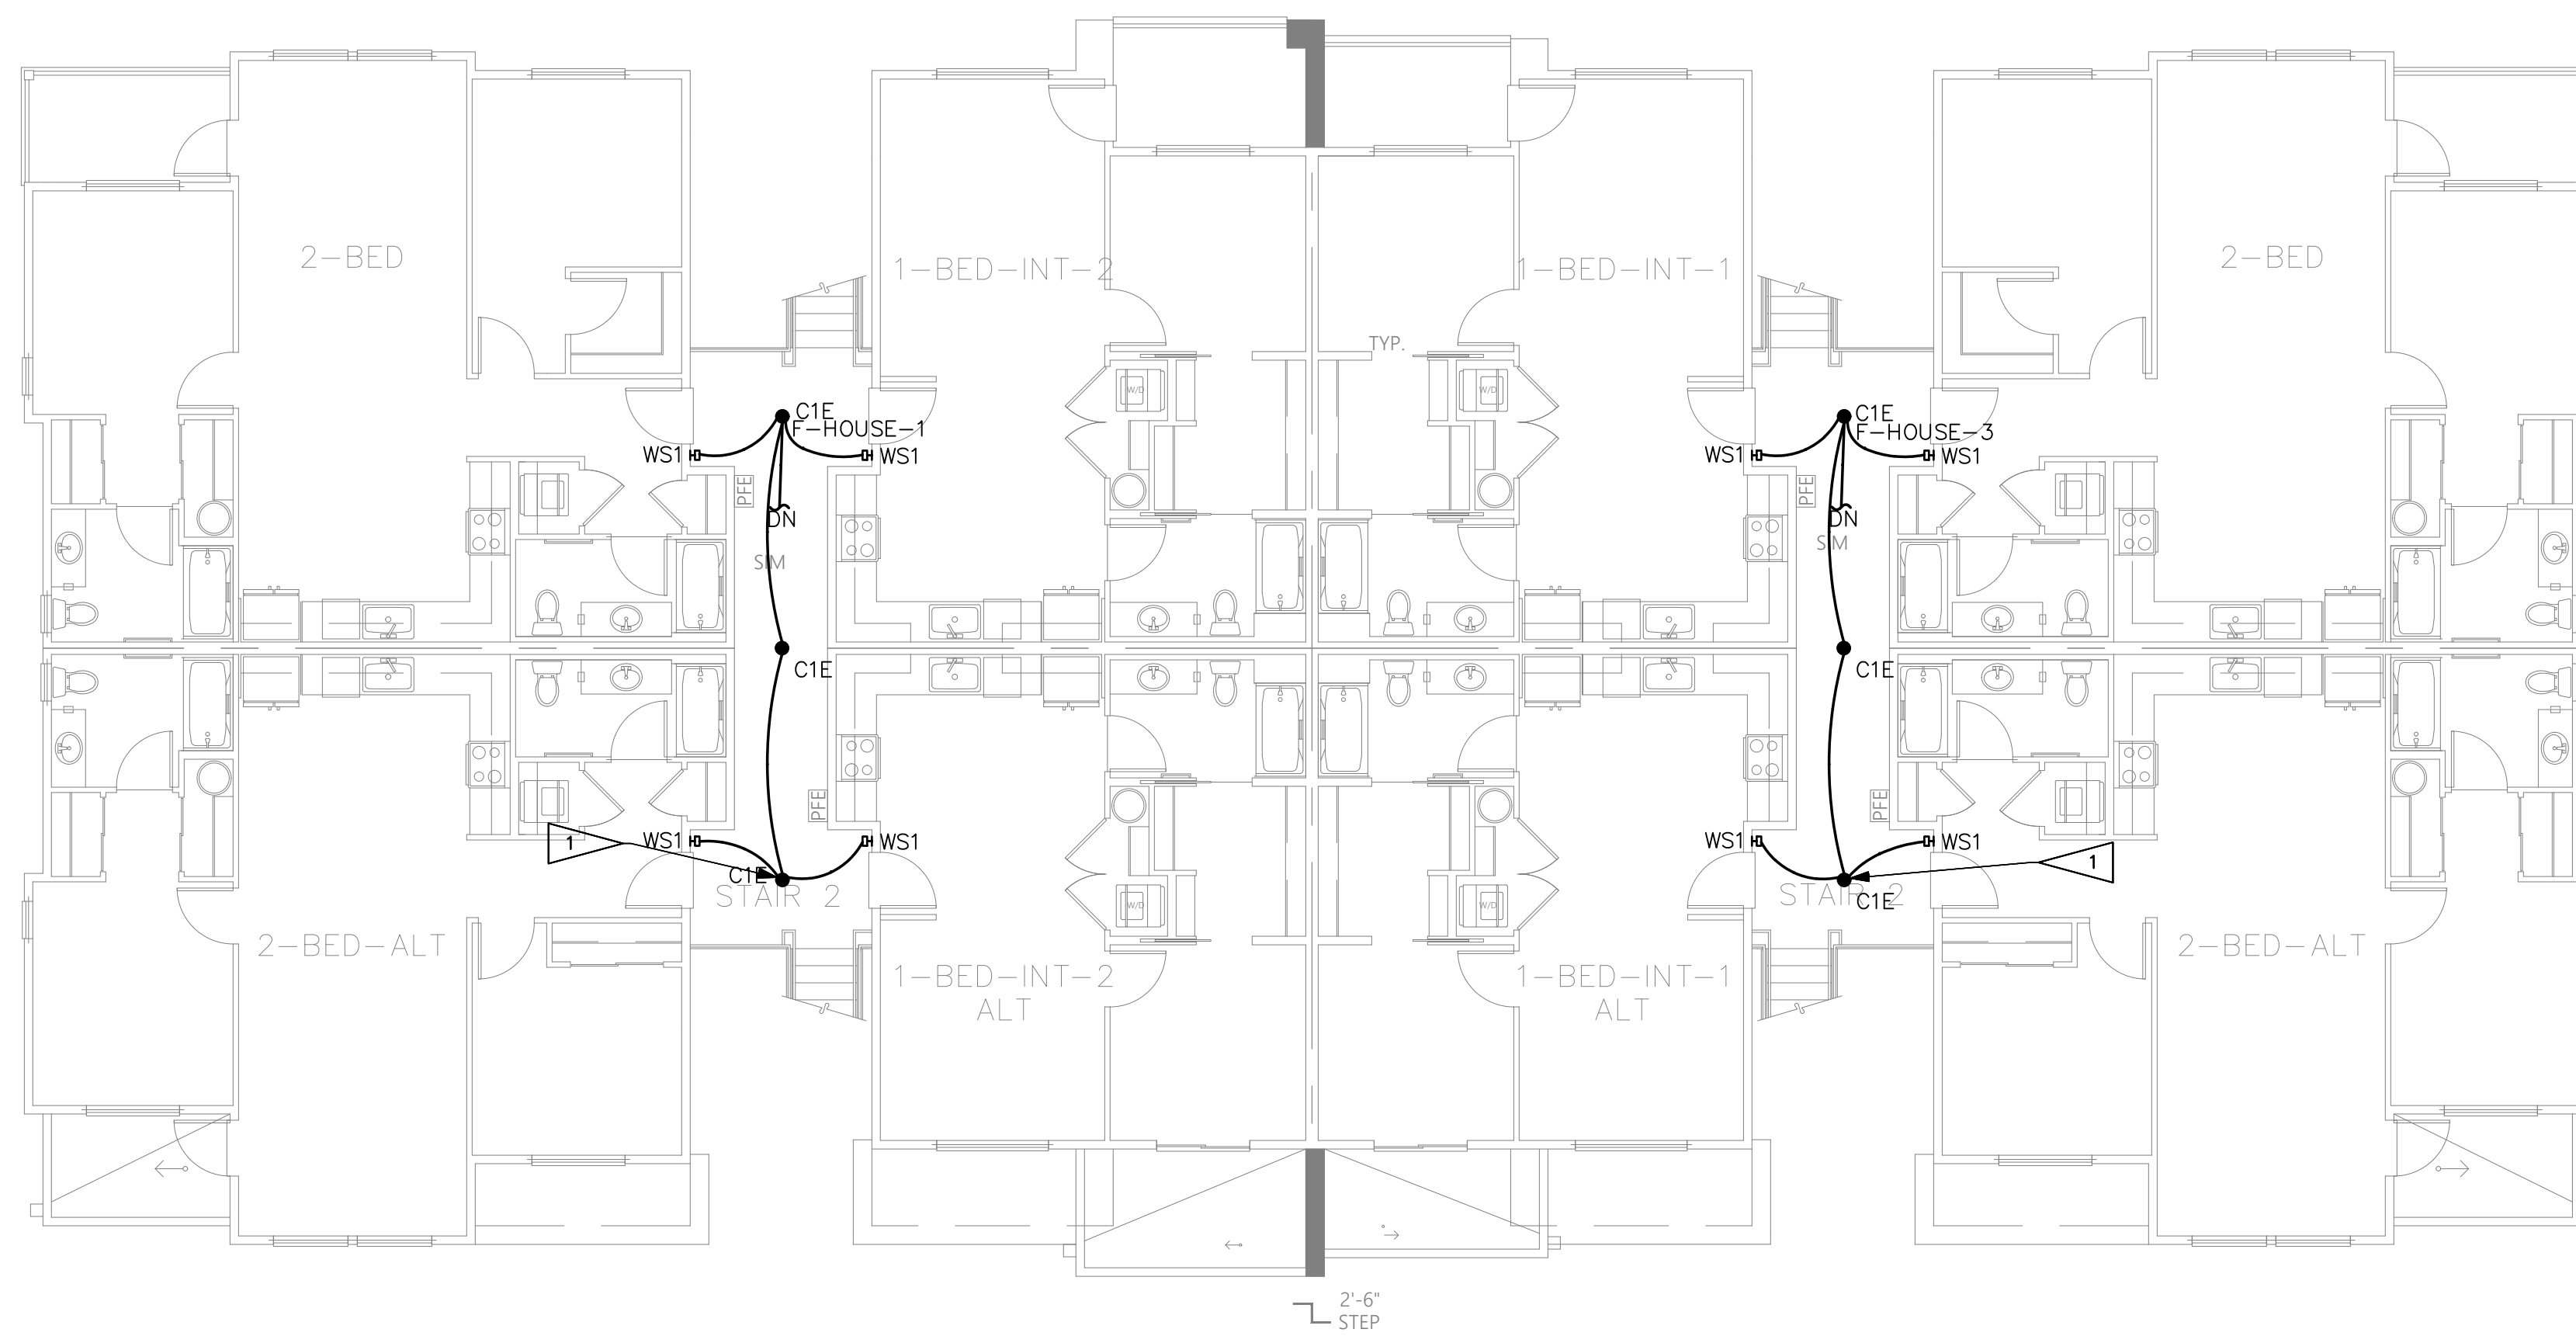 2-BED
2-BED
1-BED-INT-2
1-BED-INT-1
TYP.
W/D
W/D
C1E
F-HOUSE-1
C1E
F-HOUSE-3
WS1
WS1
WS1
WS1
PFE
PFE
DN
DN
SIM
SIM
C1E
C1E
PFE
PFE
1
WS1
WS1
WS1
WS1
1
C1E
STAIR 2
STAIR 2
C1E
W/D
W/D
2-BED-ALT
2-BED-ALT
1-BED-INT-2
ALT
1-BED-INT-1
ALT
2'-6"
STEP